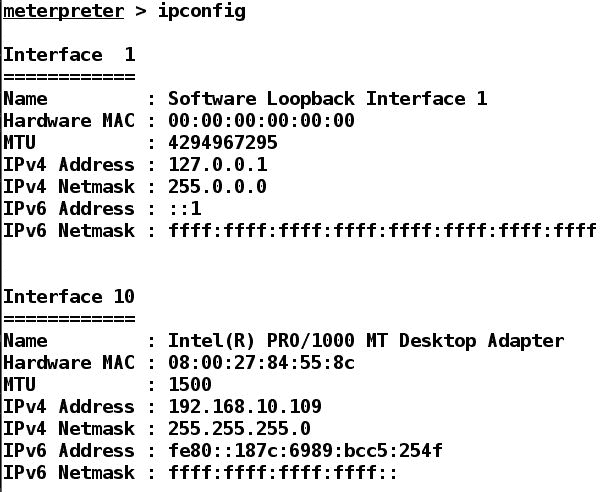 meterpreter > ipconfig
Interface  1
============
Name         : Software Loopback Interface 1
Hardware MAC : 00:00:00:00:00:00
MTU          : 4294967295
IPv4 Address : 127.0.0.1
IPv4 Netmask : 255.0.0.0
IPv6 Address : ::1
IPv6 Netmask : ffff:ffff:ffff:ffff:ffff:ffff:ffff:ffff
Interface 10
============
Name         : Intel(R) PRO/1000 MT Desktop Adapter
Hardware MAC : 08:00:27:84:55:8c
MTU          : 1500
IPv4 Address : 192.168.10.109
IPv4 Netmask : 255.255.255.0
IPv6 Address : fe80::187c:6989:bcc5:254f
IPv6 Netmask : ffff:ffff:ffff:ffff::